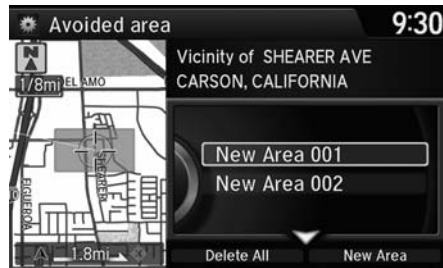 Avoided area
9:30
N
1/8mi
EL AMO
SHEARER
FIGUEROA
1.8mi
Vicinity of SHEARER AVE
CARSON, CALIFORNIA
New Area 001
New Area 002
Delete All
New Area